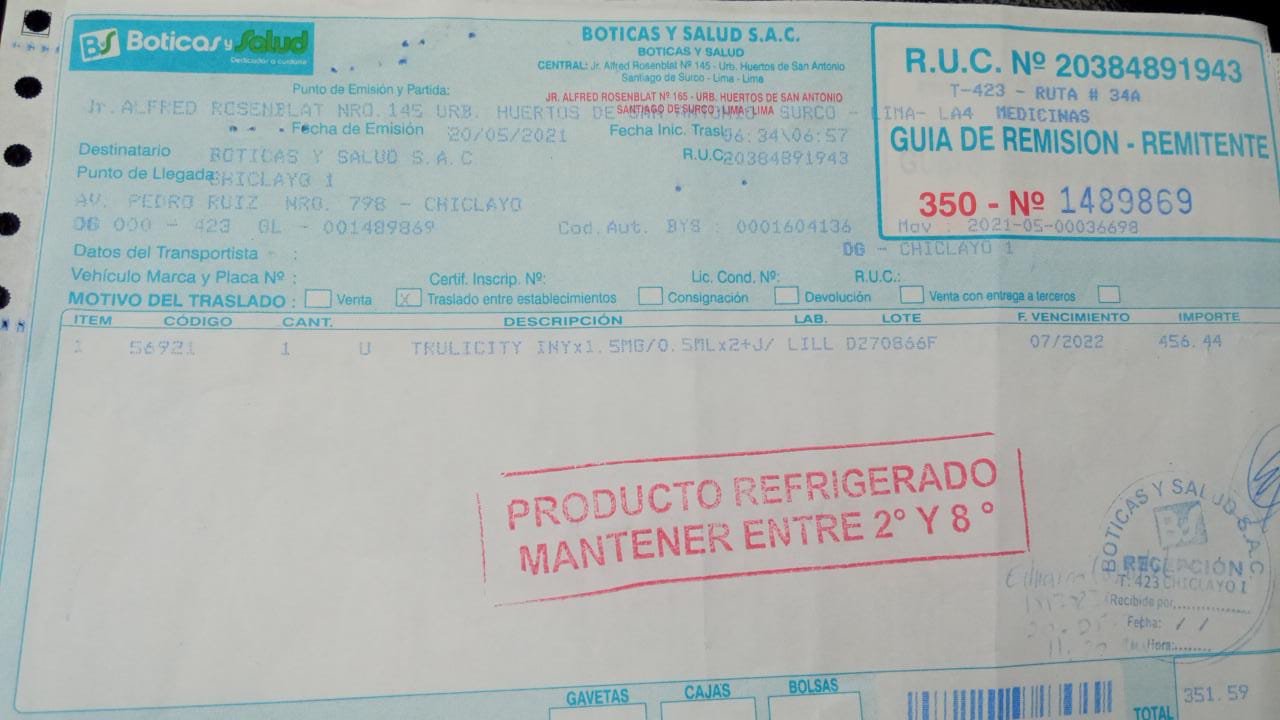 BS Boticas y Salud
Dedicados a cuidarte
BOTICAS Y SALUD S.A.C.
BOTICAS Y SALUD
CENTRAL: Jr. Alfred Rosenblat Nº 145 - Urb. Huertos de San Antonio
Santiago de Surco - Lima - Lima
JR. ALFRED ROSENBLAT Nº 165 - URB. HUERTOS DE SAN ANTONIO
SANTIAGO DE SURCO - LIMA - LIMA
R.U.C. Nº 20384891943
T-423 - RUTA # 34A
MEDICINAS
GUIA DE REMISION - REMITENTE
350 - Nº 1489869
Mov : 2021-05-00036698
Punto de Emisión y Partida:
Jr. ALFRED ROSENBLAT NRO. 145 URB. HUERTOS DE SAN ANTONIO SURCO - LIMA- LA4
Fecha de Emisión 20/05/2021 Fecha Inic. Trasl 06:34\06:57
Destinatario BOTICAS Y SALUD S.A.C R.U.C 20384891943
Punto de Llegada: CHICLAYO 1
AV. PEDRO RUIZ NRO. 798 - CHICLAYO
DG 000 - 423 GL - 001489869 Cod.Aut. BYS : 0001604136
DG - CHICLAYO 1
Datos del Transportista :
Vehículo Marca y Placa Nº : Certif. Inscrip. Nº: Lic. Cond. Nº: R.U.C.:
MOTIVO DEL TRASLADO : Venta X Traslado entre establecimientos Consignación Devolución Venta con entrega a terceros
ITEM CÓDIGO CANT. DESCRIPCIÓN LAB. LOTE F. VENCIMIENTO IMPORTE
1 56921 1 U TRULICITY INYx1.5MG/0.5MLx2+J/ LILL D270866F 07/2022 456.44
PRODUCTO REFRIGERADO
MANTENER ENTRE 2° Y 8 °
BOTICAS Y SALUD S.A.C
BS
RECEPCIÓN
T: 423 CHICLAYO I
Recibido por
Fecha: / /
Hora:
GAVETAS CAJAS BOLSAS
TOTAL 351.59